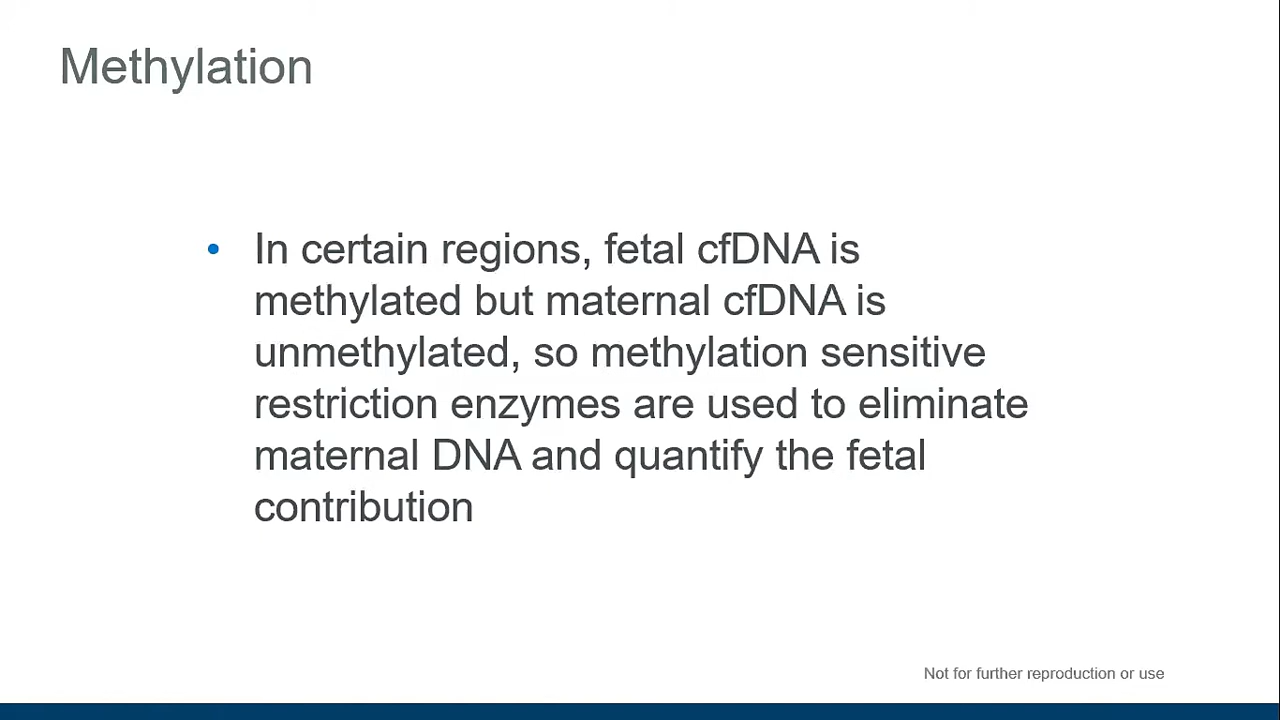 Methylation
• In certain regions, fetal cfDNA is
methylated but maternal cfDNA is
unmethylated, so methylation sensitive
restriction enzymes are used to eliminate
maternal DNA and quantify the fetal
contribution
Not for further reproduction or use